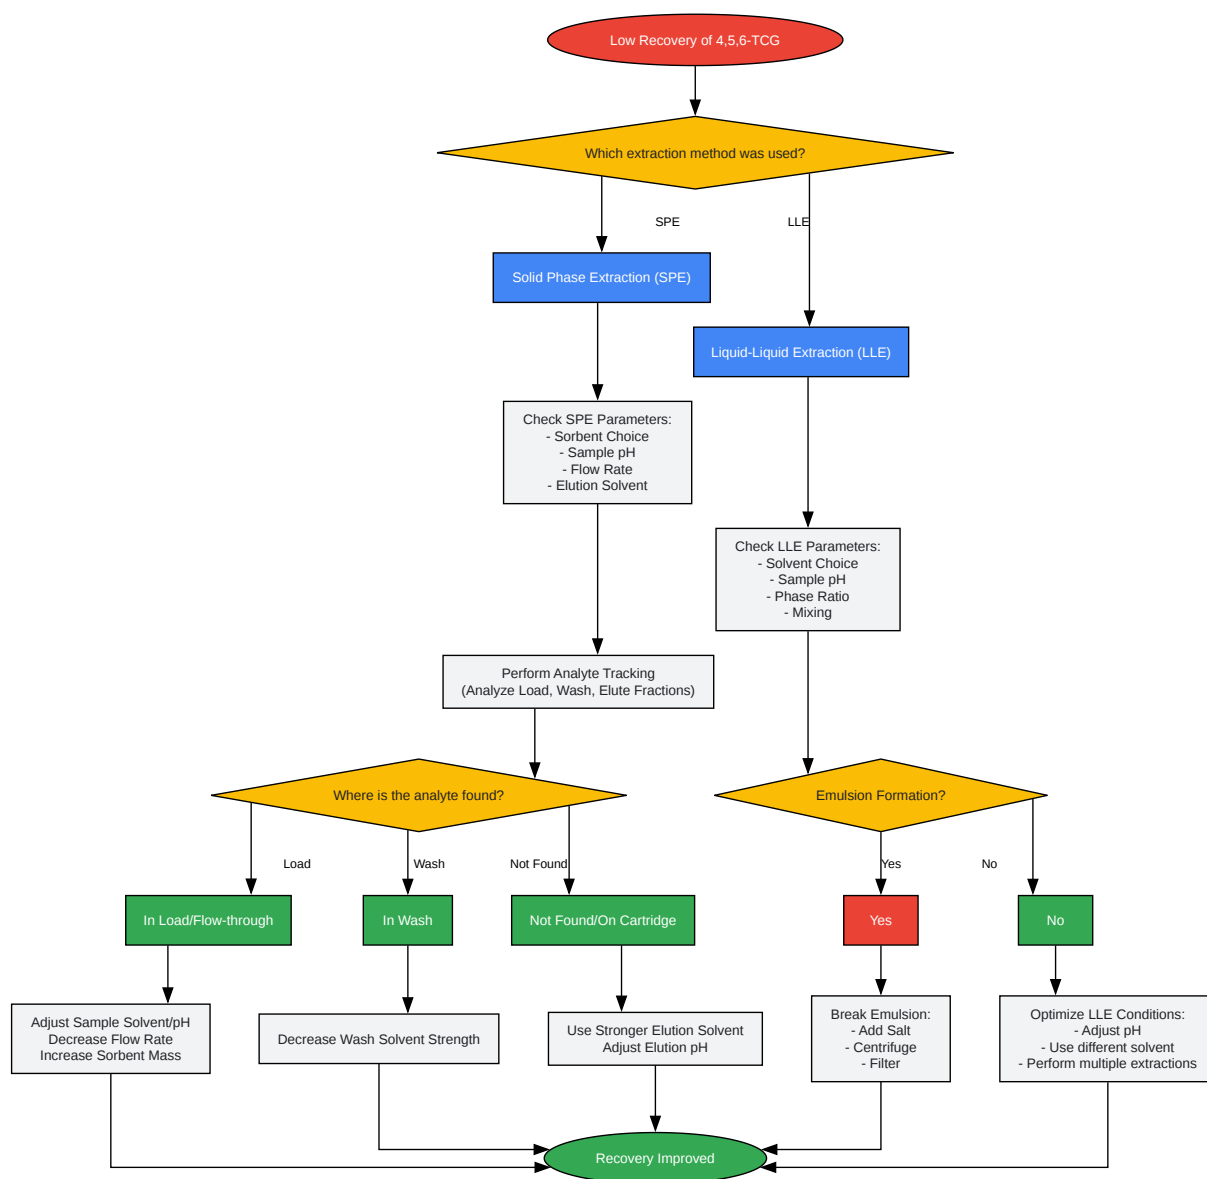 Low Recovery of 4,5,6-TCG
Which extraction method was used?
SPE
LLE
Solid Phase Extraction (SPE)
Liquid-Liquid Extraction (LLE)
Check SPE Parameters:
- Sorbent Choice
- Sample pH
- Flow Rate
- Elution Solvent
Check LLE Parameters:
- Solvent Choice
- Sample pH
- Phase Ratio
- Mixing
Perform Analyte Tracking
(Analyze Load, Wash, Elute Fractions)
Where is the analyte found?
Emulsion Formation?
Load
Wash
Not Found
Yes
No
In Load/Flow-through
In Wash
Not Found/On Cartridge
Yes
No
Adjust Sample Solvent/pH
Decrease Flow Rate
Increase Sorbent Mass
Decrease Wash Solvent Strength
Use Stronger Elution Solvent
Adjust Elution pH
Break Emulsion:
- Add Salt
- Centrifuge
- Filter
Optimize LLE Conditions:
- Adjust pH
- Use different solvent
- Perform multiple extractions
Recovery Improved